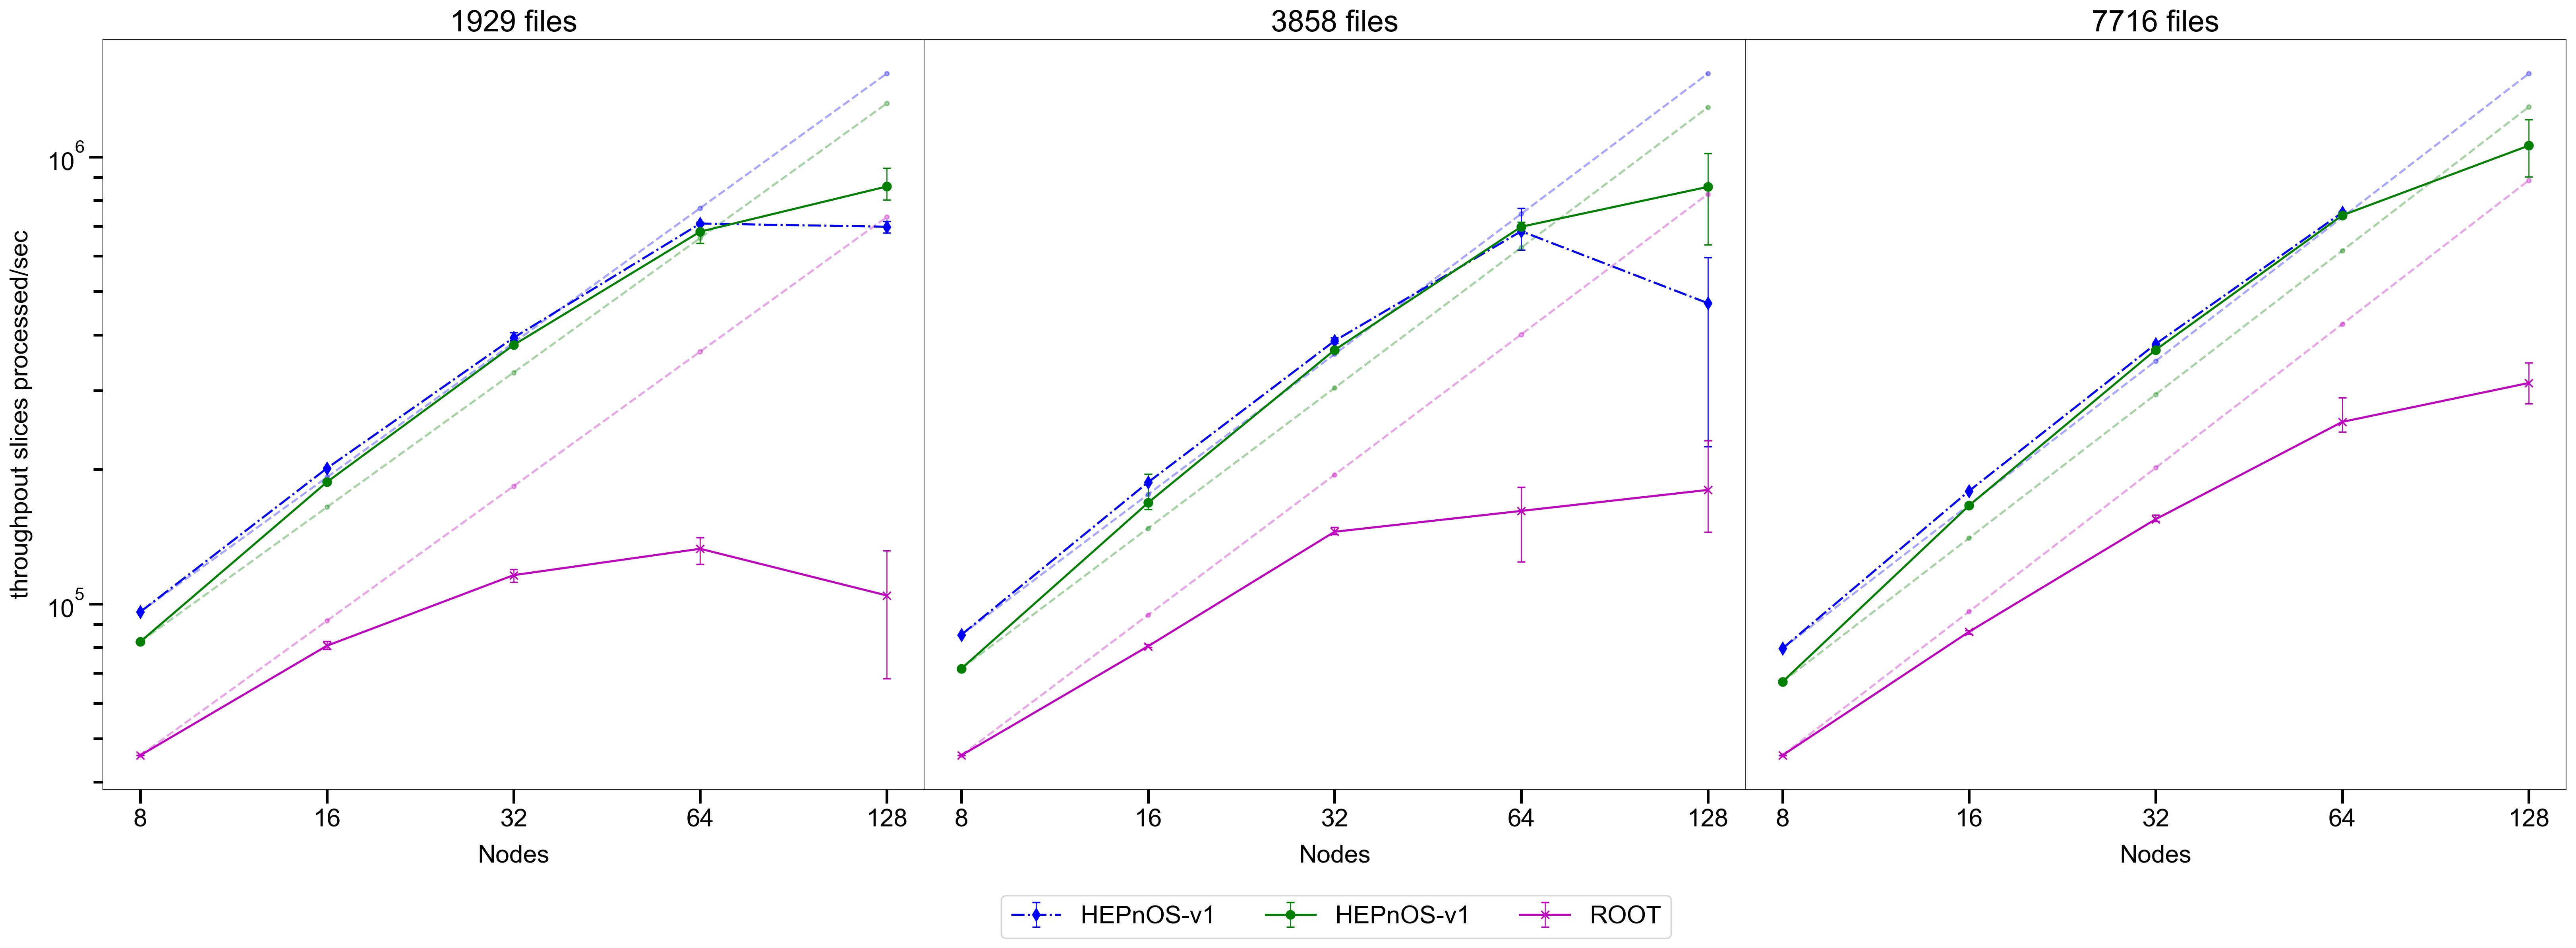 1929 files
3858 files
7716 files
throughpout slices processed/sec
10^6
10^5
8 16 32 64 128
8 16 32 64 128
8 16 32 64 128
Nodes
Nodes
Nodes
HEPnOS-v1
HEPnOS-v1
ROOT